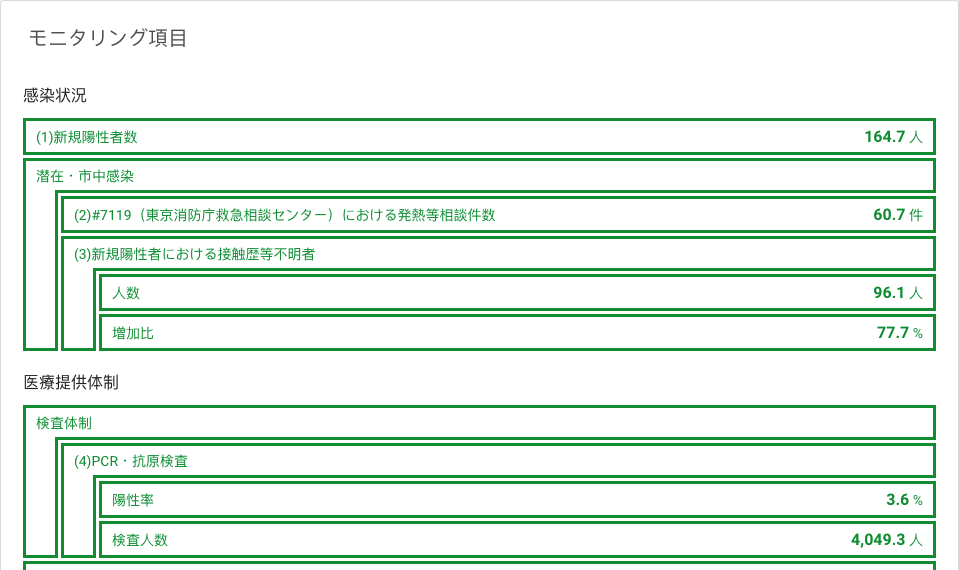 モニタリング項目
感染状況
(1)新規陽性者数 164.7 人
潜在・市中感染
(2)#7119（東京消防庁救急相談センター）における発熱等相談件数 60.7 件
(3)新規陽性者における接触歴等不明者
人数 96.1 人
増加比 77.7 %
医療提供体制
検査体制
(4)PCR・抗原検査
陽性率 3.6 %
検査人数 4,049.3 人